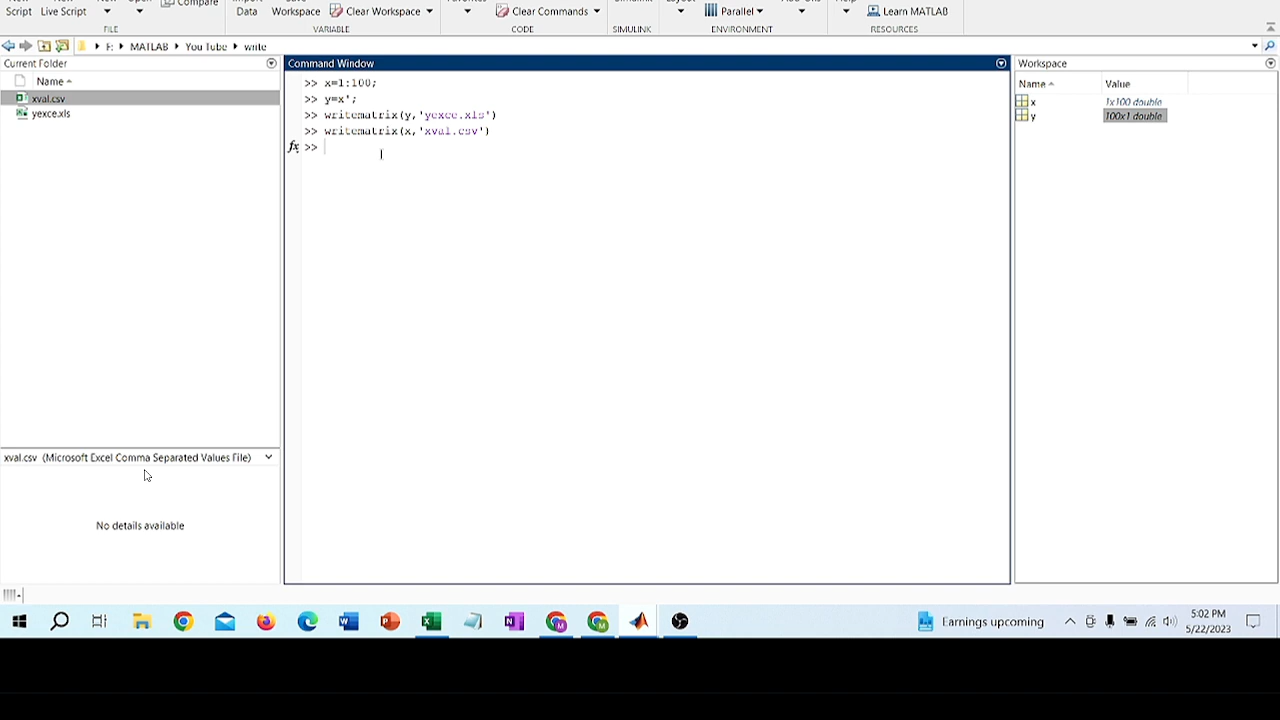 Compare
Script
Live Script
Data
Workspace
Clear Workspace
Clear Commands
Parallel
Learn MATLAB
FILE
VARIABLE
CODE
SIMULINK
ENVIRONMENT
RESOURCES
MATLAB
You Tube
write
Current Folder
Name
xval.csv
yexce.xls
Command Window
>> x=1:100;
>> y=x';
>> writematrix(y,'yexce.xls')
>> writematrix(x,'xval.csv')
fx >>
Workspace
Name
Value
x
1x100 double
y
100x1 double
xval.csv (Microsoft Excel Comma Separated Values File)
No details available
Earnings upcoming
5:02 PM
5/22/2023